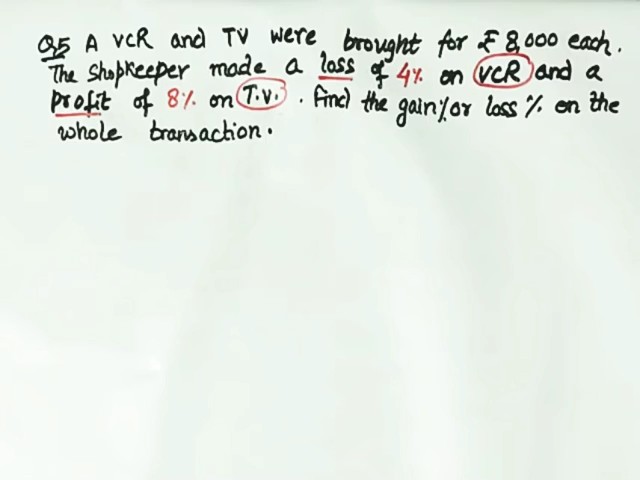 Q5 A VCR and TV were brought for ₹ 8,000 each.
The shopkeeper made a loss of 4% on VCR and a
profit of 8% on T.V. . Find the gain/or loss % on the
whole transaction.